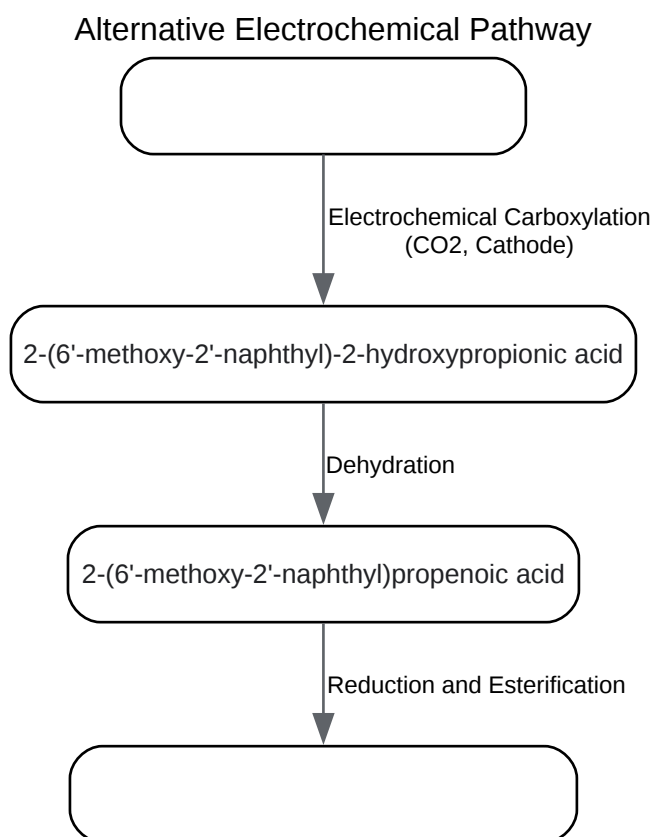 Alternative Electrochemical Pathway
Electrochemical Carboxylation
(CO2, Cathode)
2-(6'-methoxy-2'-naphthyl)-2-hydroxypropionic acid
Dehydration
2-(6'-methoxy-2'-naphthyl)propenoic acid
Reduction and Esterification